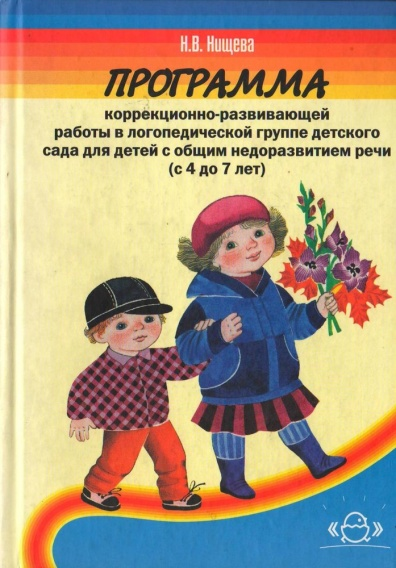 Н.В. Нищева
ПРОГРАММА
коррекционно-развивающей
работы в логопедической группе детского
сада для детей с общим недоразвитием речи
(с 4 до 7 лет)